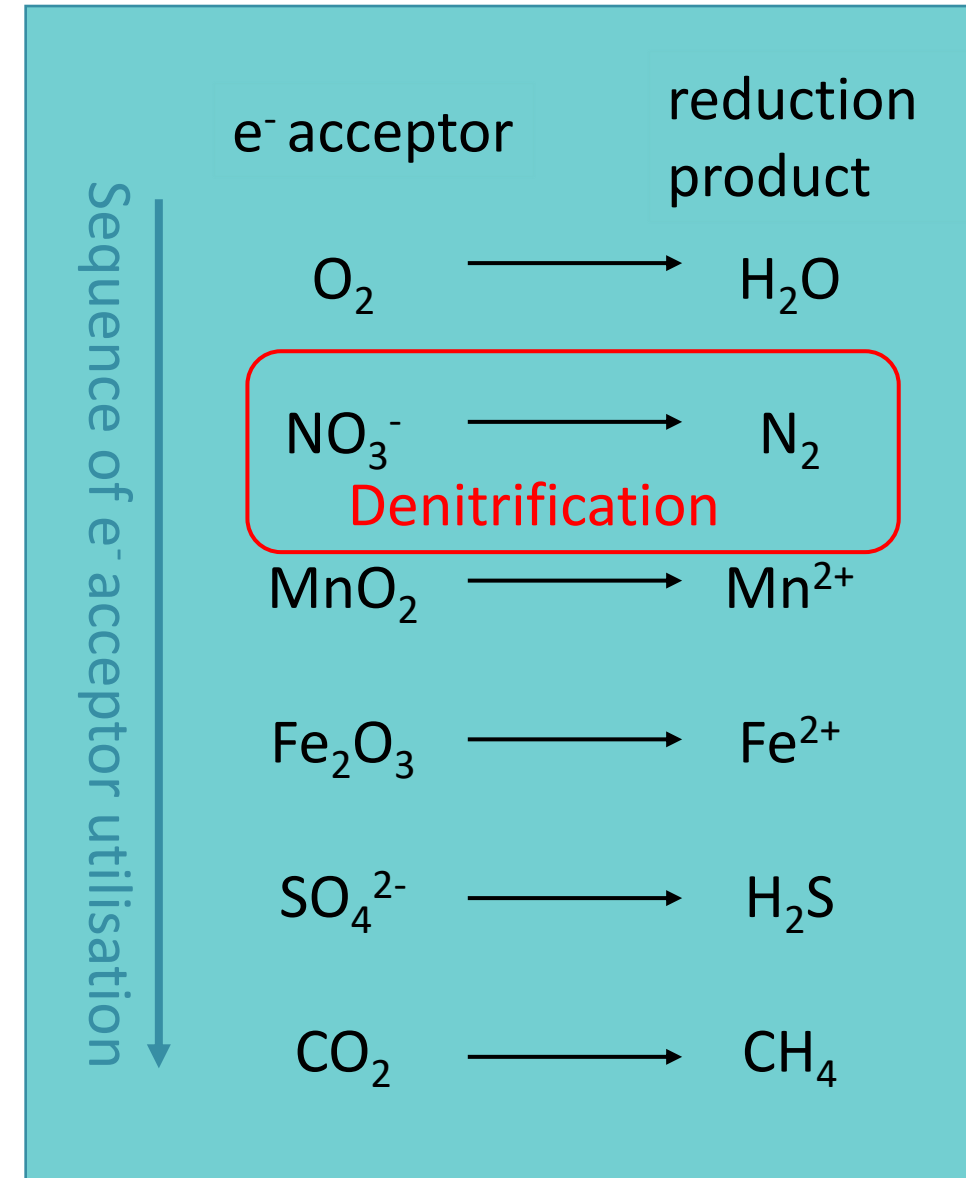 e⁻ acceptor
reduction
product
Sequence of e⁻ acceptor utilisation
O₂ → H₂O
NO₃⁻ → N₂
Denitrification
MnO₂ → Mn²⁺
Fe₂O₃ → Fe²⁺
SO₄²⁻ → H₂S
CO₂ → CH₄